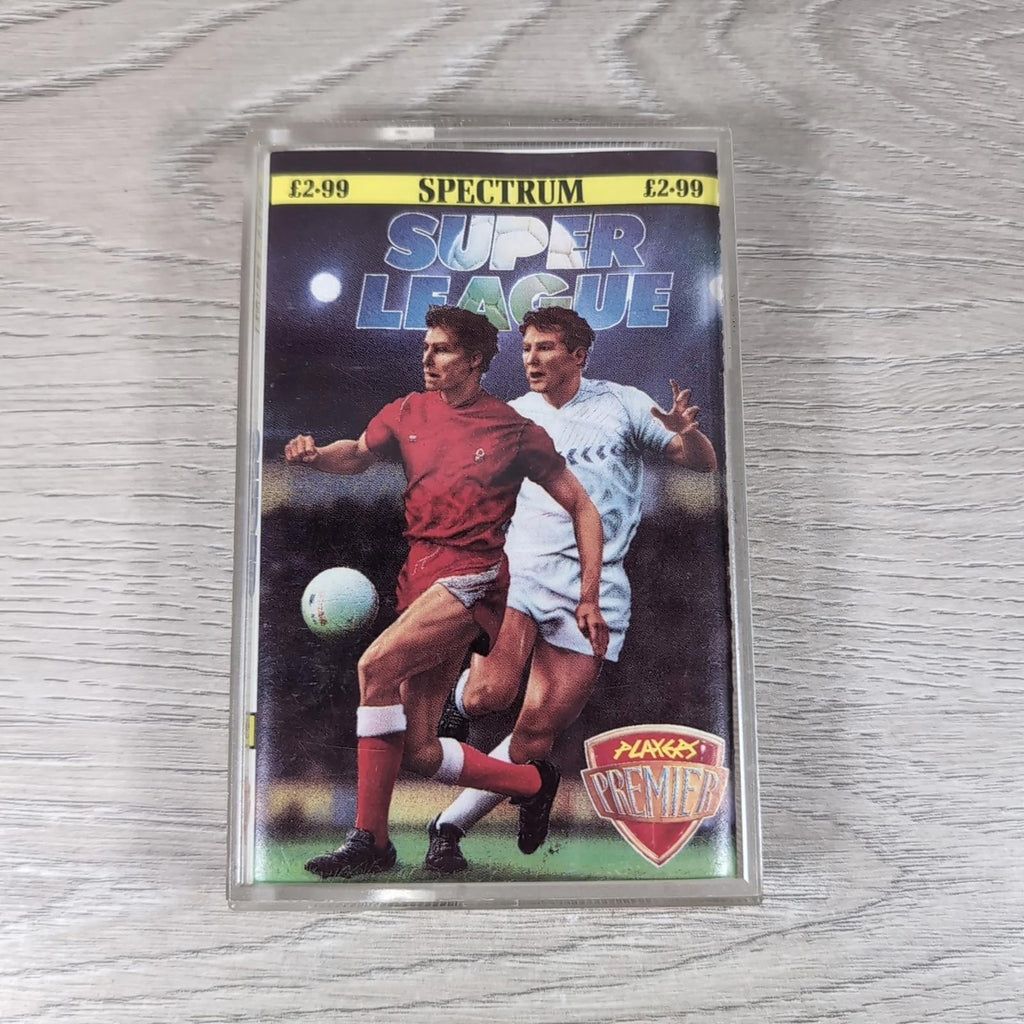 £2·99 SPECTRUM £2·99
SUPER
LEAGUE
PLAYERS
PREMIER